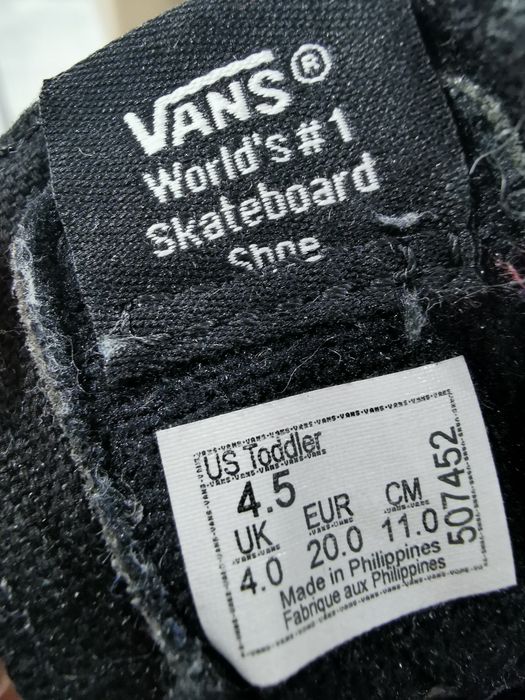 VANS®
World's #1
Skateboard
Shoe
US Toddler
4.5
UK EUR CM
4.0 20.0 11.0
Made in Philippines
Fabrique aux Philippines
507452